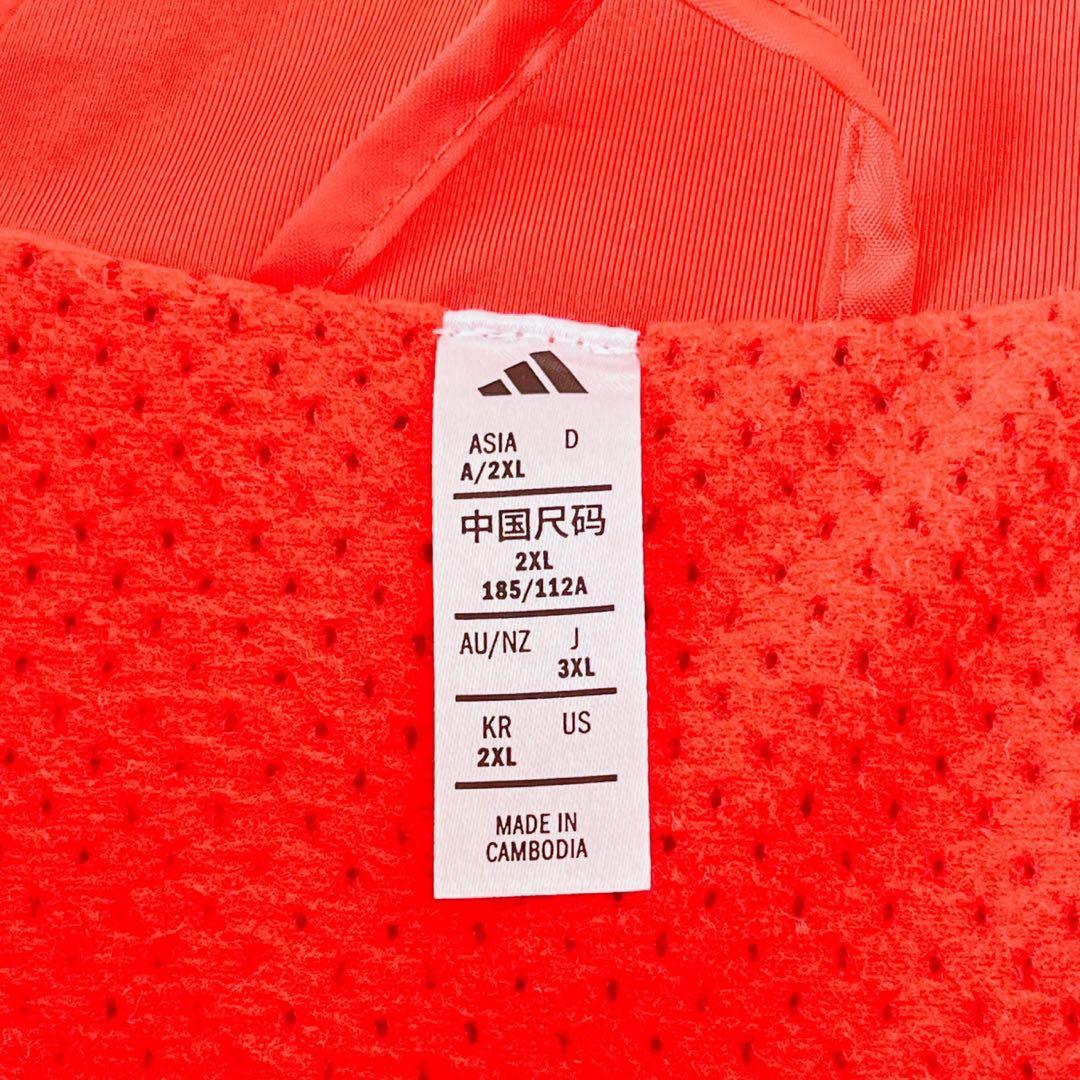 ASIA D
A/2XL
中国尺码
2XL
185/112A
AU/NZ J
3XL
KR US
2XL
MADE IN
CAMBODIA